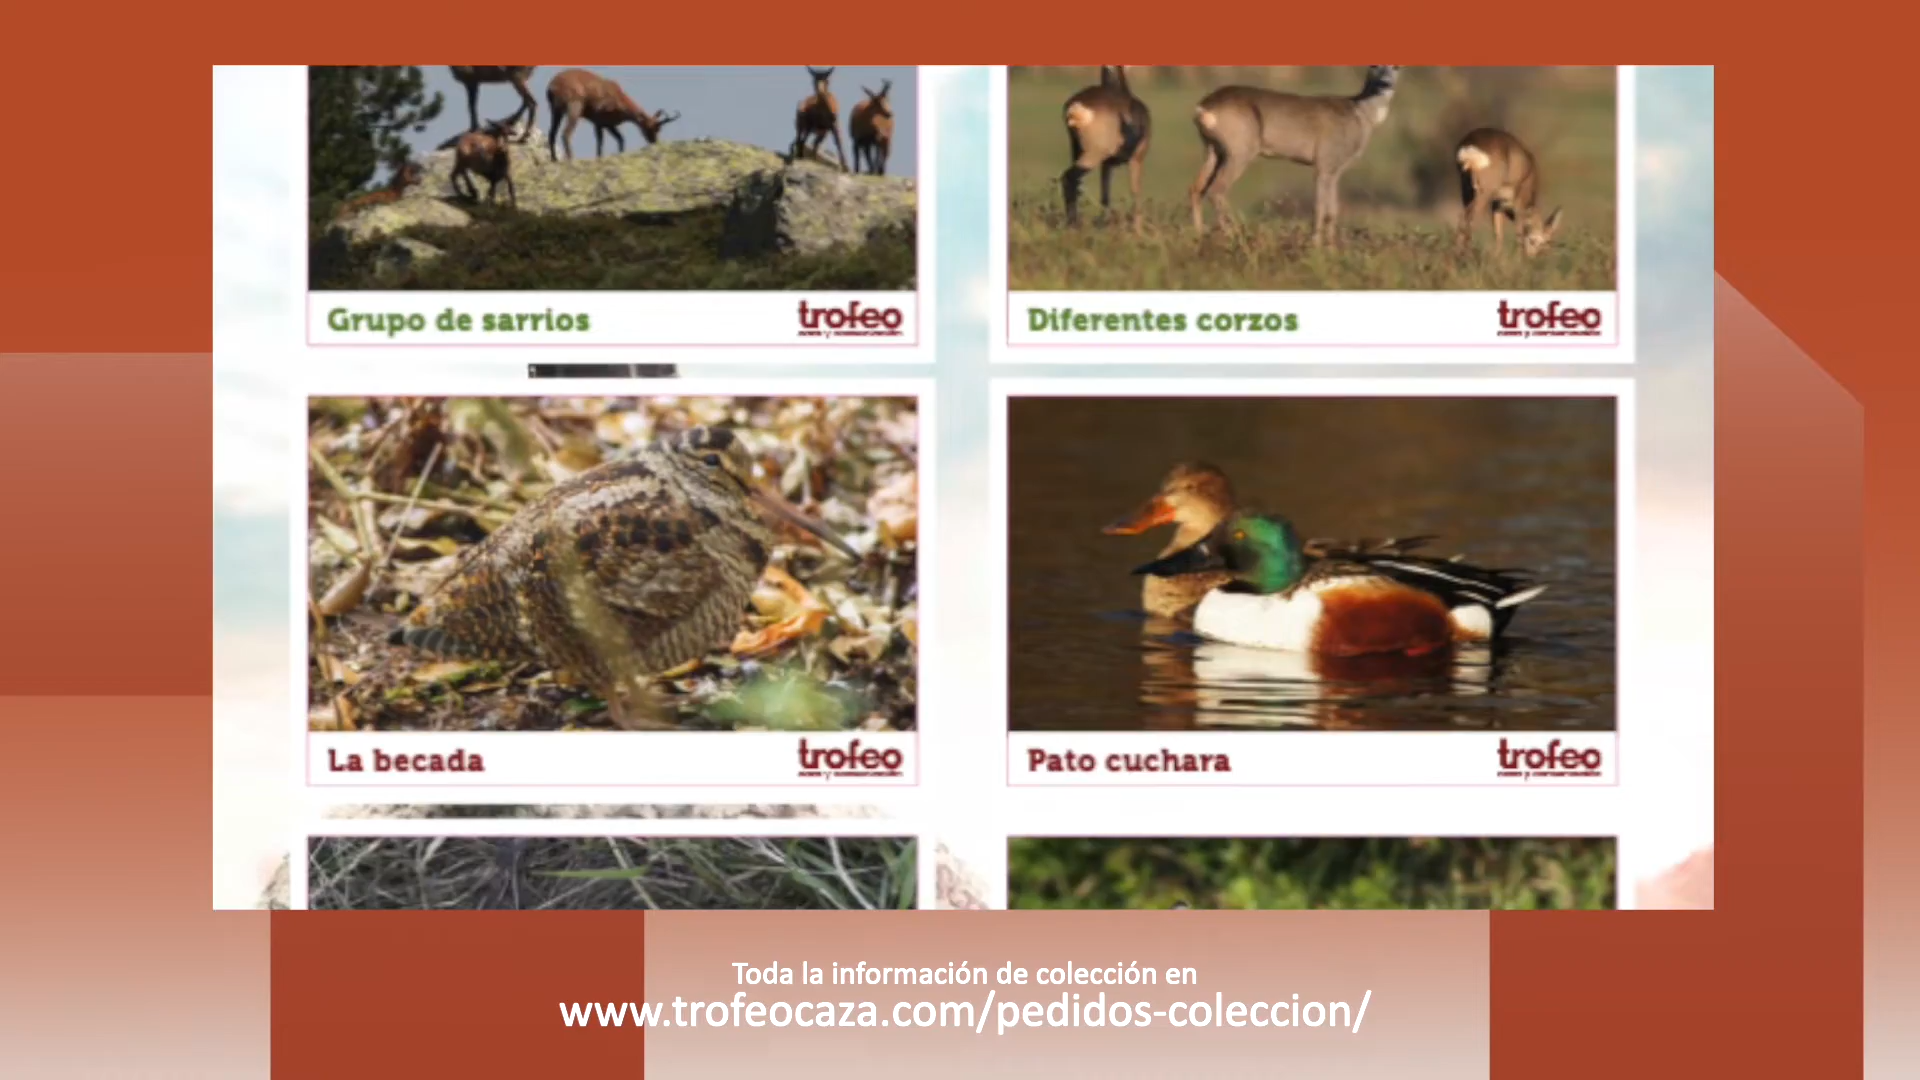 Grupo de sarrios
trofeo
Diferentes corzos
trofeo
La becada
trofeo
Pato cuchara
trofeo
Toda la información de colección en
www.trofeocaza.com/pedidos-coleccion/